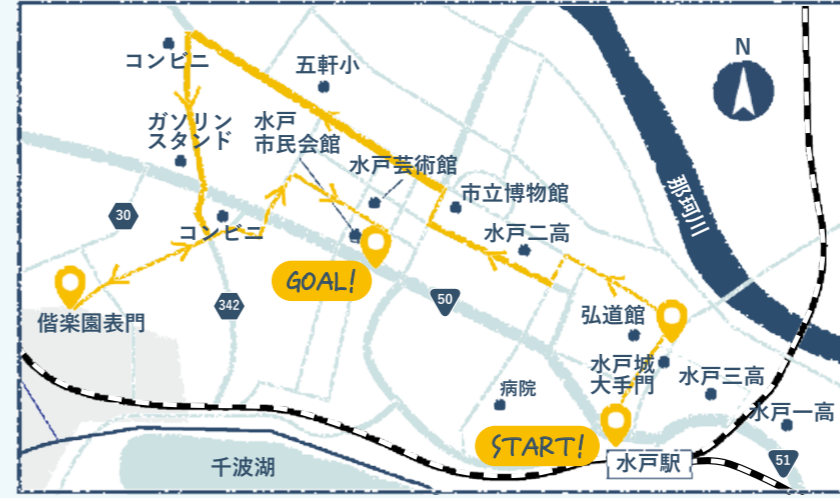 N
コンビニ
五軒小
ガソリン
スタンド
水戸
市民会館
水戸芸術館
市立博物館
那珂川
30
コンビニ
水戸二高
GOAL!
342
50
偕楽園表門
弘道館
水戸城
大手門
水戸三高
病院
水戸一高
START!
水戸駅
51
千波湖